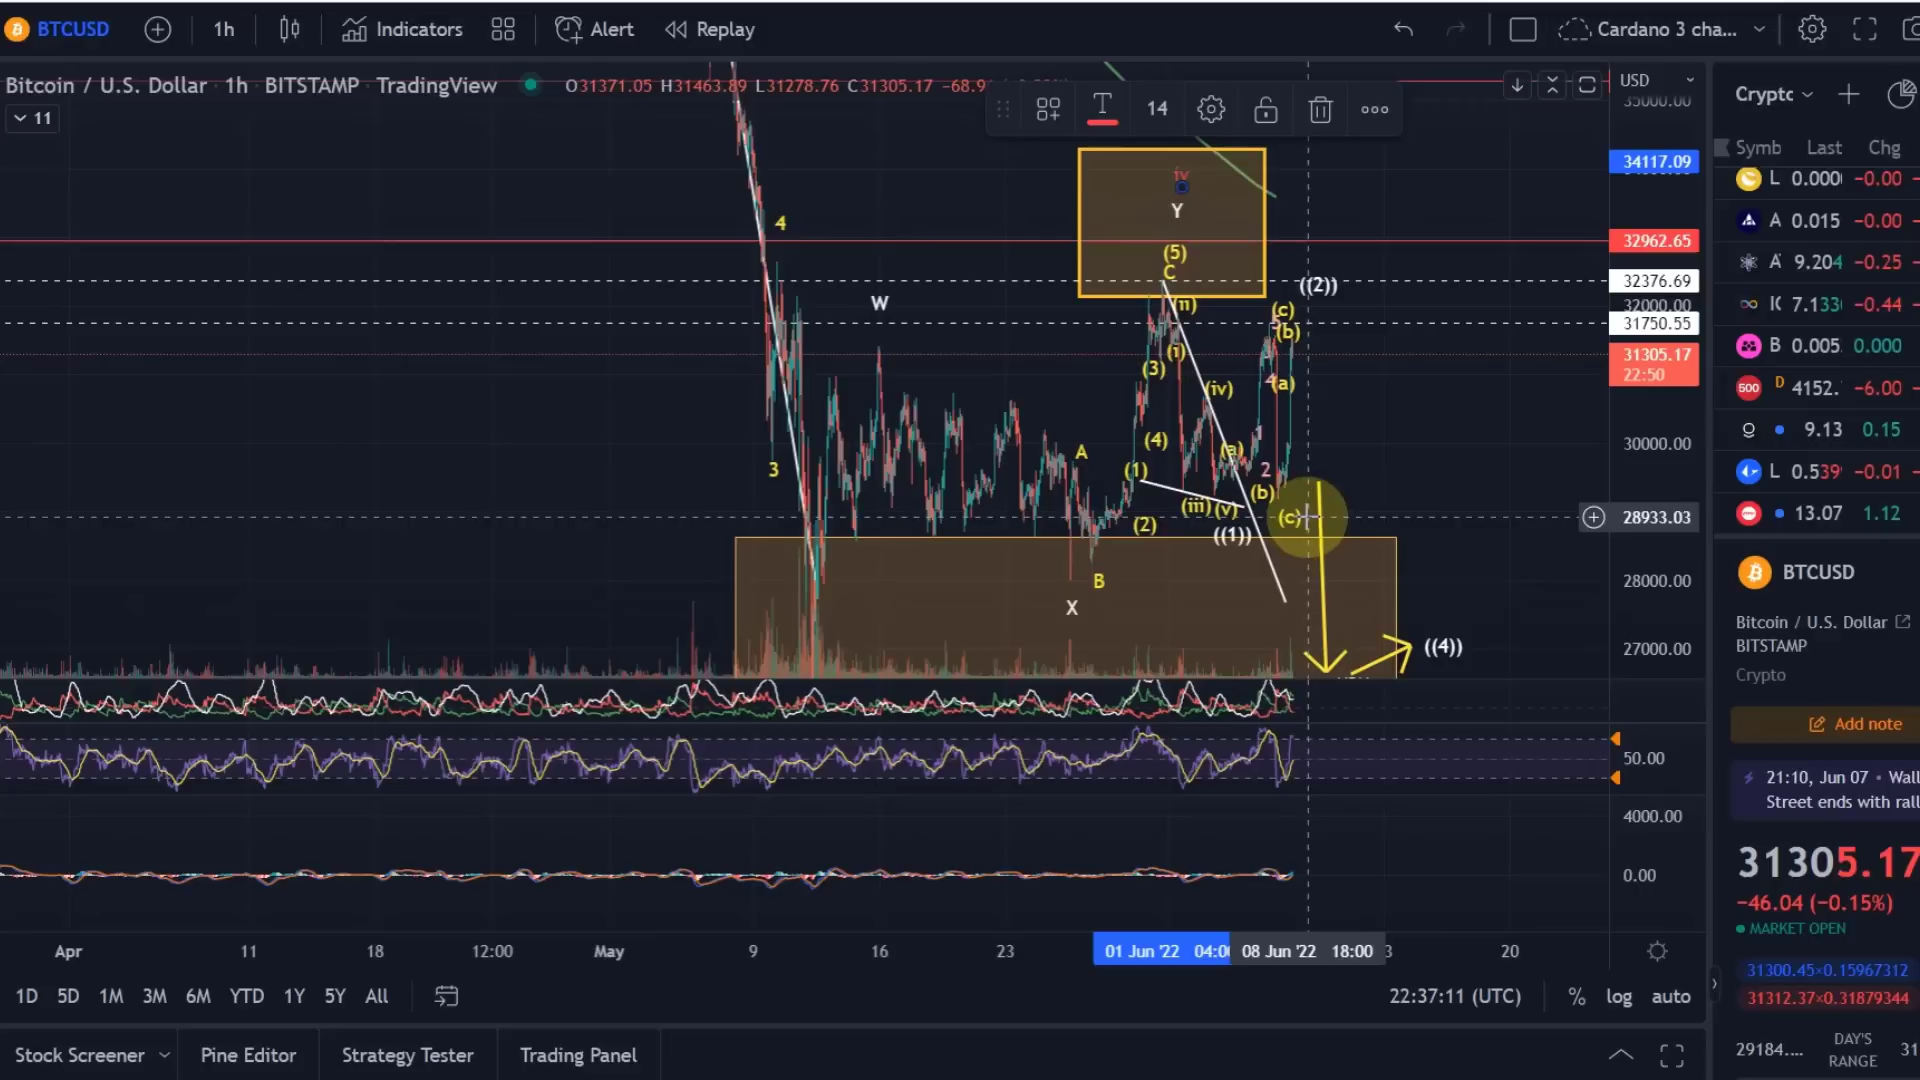 BTCUSD 1h Indicators Alert Replay Cardano 3 cha...
Bitcoin / U.S. Dollar 1h BITSTAMP TradingView O31371.05 H31463.89 L31278.76 C31305.17
11
14
USD
35000.00
34117.09
32962.65
32376.69
32000.00
31750.55
31305.17
22:50
30000.00
28933.03
28000.00
27000.00
50.00
4000.00
0.00
iv
Y
(5)
C
4
W
3
((2))
(ii)
(c)
(b)
(i)
(3)
4
(a)
(iv)
1
(4)
A
(a)
(1)
2
(b)
(iii)
(v)
(c)
(2)
((1))
B
X
((4))
Apr 11 18 12:00 May 9 16 23 01 Jun '22 08 Jun '22 18:00 20
1D 5D 1M 3M 6M YTD 1Y 5Y All 22:37:11 (UTC) % log auto
Stock Screener Pine Editor Strategy Tester Trading Panel
Crypto
Symb Last Chg
L 0.000 −0.00
A 0.015 −0.00
9.204 −0.25
7.133 −0.44
B 0.005 0.000
500 D 4152. −6.00
9.13 0.15
L 0.539 −0.01
13.07 1.12
BTCUSD
Bitcoin / U.S. Dollar
BITSTAMP
Crypto
Add note
21:10, Jun 07 • Wall
Street ends with rall
31305.17
−46.04 (−0.15%)
MARKET OPEN
31300.45×0.15967312
31312.37×0.31879344
29184.... DAY'S RANGE 31